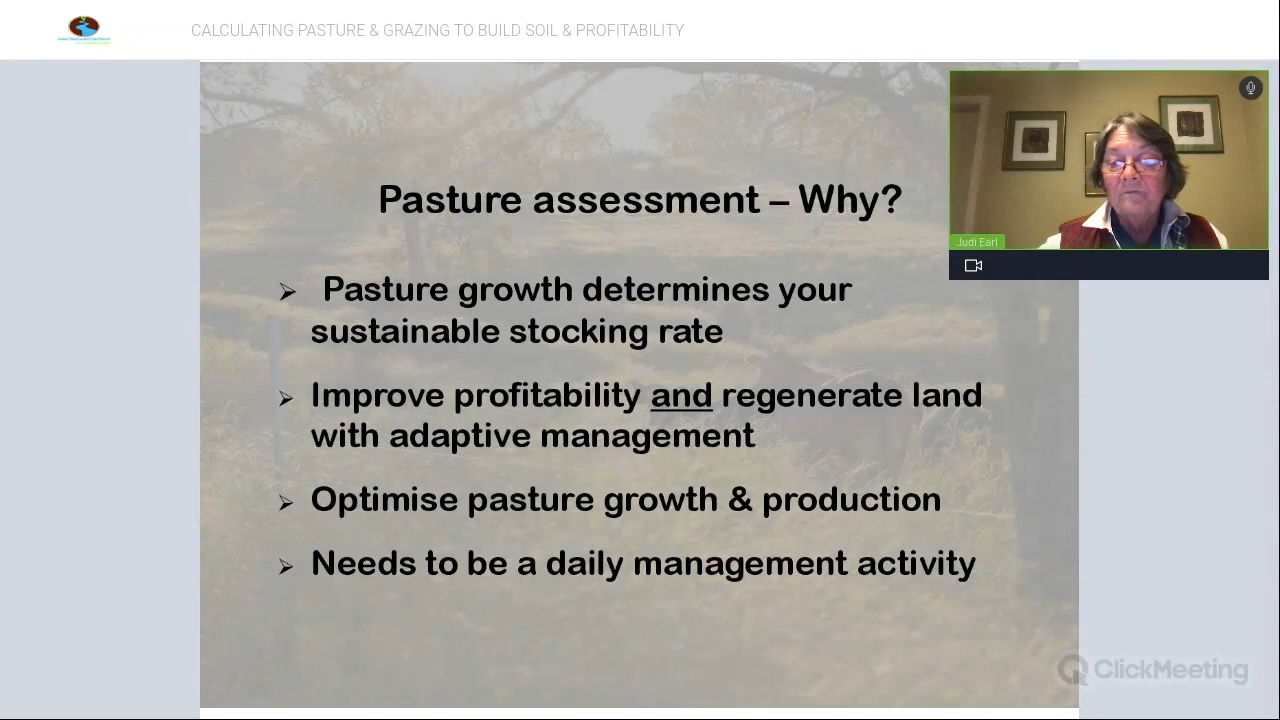 CALCULATING PASTURE & GRAZING TO BUILD SOIL & PROFITABILITY
Pasture assessment – Why?
Judi Earl
➢ Pasture growth determines your
sustainable stocking rate
➢ Improve profitability and regenerate land
with adaptive management
➢ Optimise pasture growth & production
➢ Needs to be a daily management activity
ClickMeeting